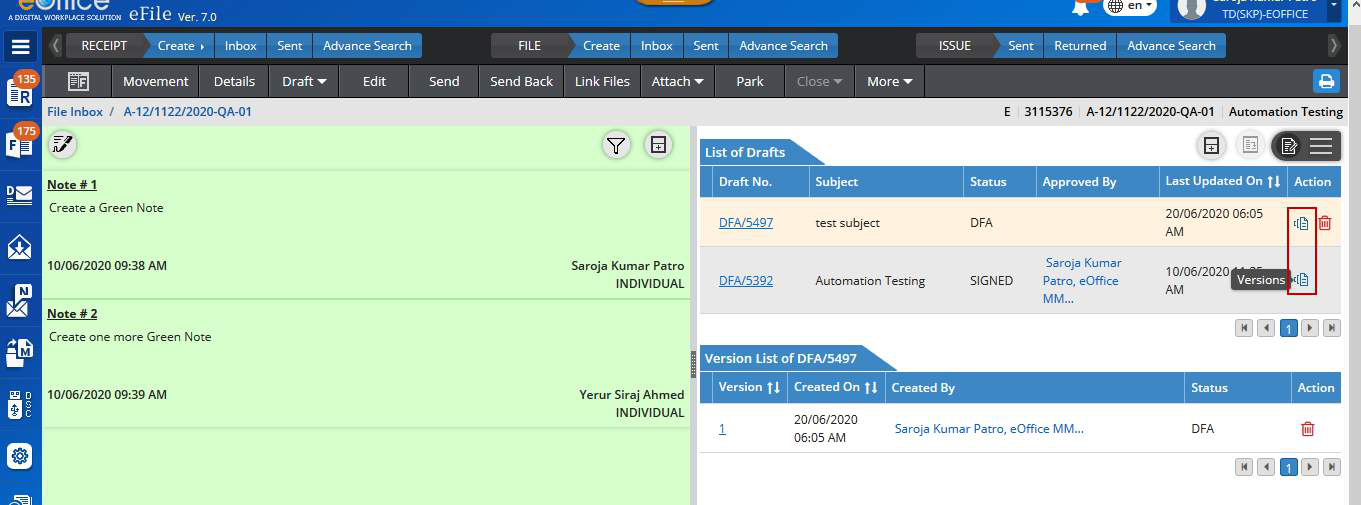 eOffice
A DIGITAL WORKPLACE SOLUTION
eFile Ver. 7.0
en
TD(SKP)-EOFFICE
RECEIPT Create Inbox Sent Advance Search FILE Create Inbox Sent Advance Search ISSUE Sent Returned Advance Search
135
R
Movement Details Draft Edit Send Send Back Link Files Attach Park Close More
File Inbox / A-12/1122/2020-QA-01
E 3115376 A-12/1122/2020-QA-01 Automation Testing
175
F
D
N
M
DSC
Note # 1
Create a Green Note
10/06/2020 09:38 AM Saroja Kumar Patro
INDIVIDUAL
Note # 2
Create one more Green Note
10/06/2020 09:39 AM Yerur Siraj Ahmed
INDIVIDUAL
List of Drafts
Draft No. Subject Status Approved By Last Updated On Action
DFA/5497 test subject DFA 20/06/2020 06:05
AM
DFA/5392 Automation Testing SIGNED Saroja Kumar
Patro, eOffice
MM...
10/06/2020
AM
Versions
1
Version List of DFA/5497
Version Created On Created By Status Action
1 20/06/2020
06:05 AM
Saroja Kumar Patro, eOffice MM... DFA
1